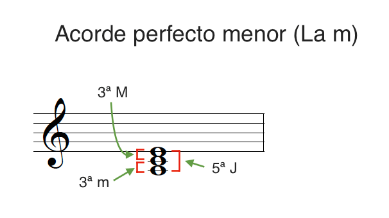 Acorde perfecto menor (La m)
3ª M
3ª m
5ª J